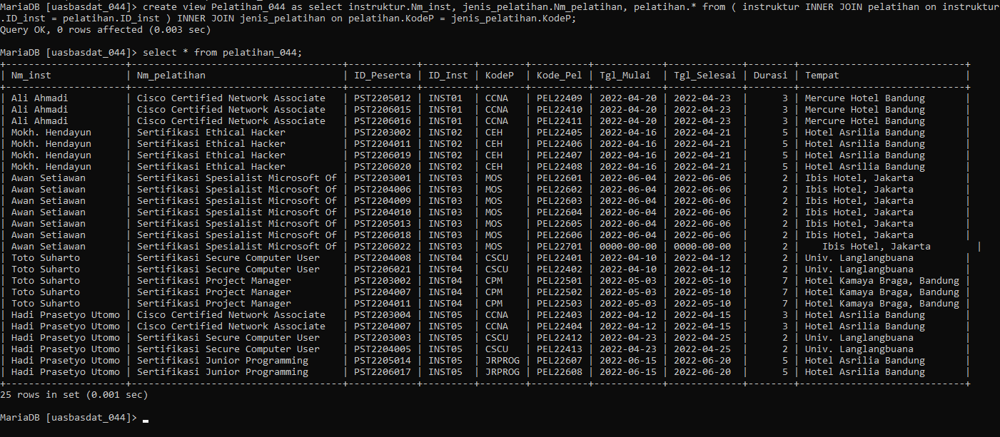 MariaDB [uasbasdat_044]> create view Pelatihan_044 as select instruktur.Nm_inst, jenis_pelatihan.Nm_pelatihan, pelatihan.* from ( instruktur INNER JOIN pelatihan on instruktur
.ID_inst = pelatihan.ID_inst ) INNER JOIN jenis_pelatihan on pelatihan.KodeP = jenis_pelatihan.KodeP;
Query OK, 0 rows affected (0.003 sec)
MariaDB [uasbasdat_044]> select * from pelatihan_044;
+---------------------+-------------------------------------+------------+---------+--------+----------+------------+-------------+--------+-----------------------------+
| Nm_inst             | Nm_pelatihan                        | ID_Peserta | ID_Inst | KodeP  | Kode_Pel | Tgl_Mulai  | Tgl_Selesai | Durasi | Tempat                      |
+---------------------+-------------------------------------+------------+---------+--------+----------+------------+-------------+--------+-----------------------------+
| Ali Ahmadi          | Cisco Certified Network Associate   | PST2205012 | INST01  | CCNA   | PEL22409 | 2022-04-20 | 2022-04-23  |      3 | Mercure Hotel Bandung       |
| Ali Ahmadi          | Cisco Certified Network Associate   | PST2206015 | INST01  | CCNA   | PEL22410 | 2022-04-20 | 2022-04-23  |      3 | Mercure Hotel Bandung       |
| Ali Ahmadi          | Cisco Certified Network Associate   | PST2206016 | INST01  | CCNA   | PEL22411 | 2022-04-20 | 2022-04-23  |      3 | Mercure Hotel Bandung       |
| Mokh. Hendayun      | Sertifikasi Ethical Hacker          | PST2203002 | INST02  | CEH    | PEL22405 | 2022-04-16 | 2022-04-21  |      5 | Hotel Asrilia Bandung       |
| Mokh. Hendayun      | Sertifikasi Ethical Hacker          | PST2204011 | INST02  | CEH    | PEL22406 | 2022-04-16 | 2022-04-21  |      5 | Hotel Asrilia Bandung       |
| Mokh. Hendayun      | Sertifikasi Ethical Hacker          | PST2206019 | INST02  | CEH    | PEL22407 | 2022-04-16 | 2022-04-21  |      5 | Hotel Asrilia Bandung       |
| Mokh. Hendayun      | Sertifikasi Ethical Hacker          | PST2206020 | INST02  | CEH    | PEL22408 | 2022-04-16 | 2022-04-21  |      5 | Hotel Asrilia Bandung       |
| Awan Setiawan       | Sertifikasi Spesialist Microsoft Of | PST2203001 | INST03  | MOS    | PEL22601 | 2022-06-04 | 2022-06-06  |      2 | Ibis Hotel, Jakarta         |
| Awan Setiawan       | Sertifikasi Spesialist Microsoft Of | PST2204006 | INST03  | MOS    | PEL22602 | 2022-06-04 | 2022-06-06  |      2 | Ibis Hotel, Jakarta         |
| Awan Setiawan       | Sertifikasi Spesialist Microsoft Of | PST2204009 | INST03  | MOS    | PEL22603 | 2022-06-04 | 2022-06-06  |      2 | Ibis Hotel, Jakarta         |
| Awan Setiawan       | Sertifikasi Spesialist Microsoft Of | PST2204010 | INST03  | MOS    | PEL22604 | 2022-06-04 | 2022-06-06  |      2 | Ibis Hotel, Jakarta         |
| Awan Setiawan       | Sertifikasi Spesialist Microsoft Of | PST2205013 | INST03  | MOS    | PEL22605 | 2022-06-04 | 2022-06-06  |      2 | Ibis Hotel, Jakarta         |
| Awan Setiawan       | Sertifikasi Spesialist Microsoft Of | PST2206018 | INST03  | MOS    | PEL22606 | 2022-06-04 | 2022-06-06  |      2 | Ibis Hotel, Jakarta         |
| Awan Setiawan       | Sertifikasi Spesialist Microsoft Of | PST2206022 | INST03  | MOS    | PEL22701 | 0000-00-00 | 0000-00-00  |      2 |    Ibis Hotel, Jakarta        |
| Toto Suharto        | Sertifikasi Secure Computer User    | PST2204008 | INST04  | CSCU   | PEL22401 | 2022-04-10 | 2022-04-12  |      2 | Univ. Langlangbuana         |
| Toto Suharto        | Sertifikasi Secure Computer User    | PST2206021 | INST04  | CSCU   | PEL22402 | 2022-04-10 | 2022-04-12  |      2 | Univ. Langlangbuana         |
| Toto Suharto        | Sertifikasi Project Manager         | PST2203002 | INST04  | CPM    | PEL22501 | 2022-05-03 | 2022-05-10  |      7 | Hotel Kamaya Braga, Bandung |
| Toto Suharto        | Sertifikasi Project Manager         | PST2204007 | INST04  | CPM    | PEL22502 | 2022-05-03 | 2022-05-10  |      7 | Hotel Kamaya Braga, Bandung |
| Toto Suharto        | Sertifikasi Project Manager         | PST2204011 | INST04  | CPM    | PEL22503 | 2022-05-03 | 2022-05-10  |      7 | Hotel Kamaya Braga, Bandung |
| Hadi Prasetyo Utomo | Cisco Certified Network Associate   | PST2203004 | INST05  | CCNA   | PEL22403 | 2022-04-12 | 2022-04-15  |      3 | Hotel Asrilia Bandung       |
| Hadi Prasetyo Utomo | Cisco Certified Network Associate   | PST2204007 | INST05  | CCNA   | PEL22404 | 2022-04-12 | 2022-04-15  |      3 | Hotel Asrilia Bandung       |
| Hadi Prasetyo Utomo | Sertifikasi Secure Computer User    | PST2203003 | INST05  | CSCU   | PEL22412 | 2022-04-23 | 2022-04-25  |      2 | Univ. Langlangbuana         |
| Hadi Prasetyo Utomo | Sertifikasi Secure Computer User    | PST2204005 | INST05  | CSCU   | PEL22413 | 2022-04-23 | 2022-04-25  |      2 | Univ. Langlangbuana         |
| Hadi Prasetyo Utomo | Sertifikasi Junior Programming      | PST2205014 | INST05  | JRPROG | PEL22607 | 2022-06-15 | 2022-06-20  |      5 | Hotel Asrilia Bandung       |
| Hadi Prasetyo Utomo | Sertifikasi Junior Programming      | PST2206017 | INST05  | JRPROG | PEL22608 | 2022-06-15 | 2022-06-20  |      5 | Hotel Asrilia Bandung       |
+---------------------+-------------------------------------+------------+---------+--------+----------+------------+-------------+--------+-----------------------------+
25 rows in set (0.001 sec)
MariaDB [uasbasdat_044]>